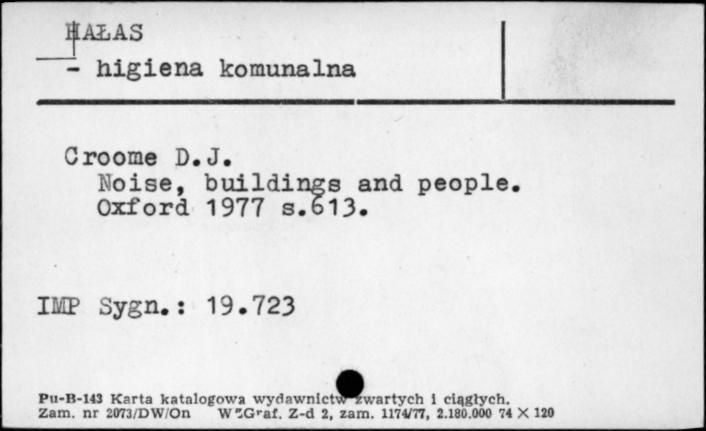 HAŁAS
- higiena komunalna
Croome D.J.
Noise, buildings and people.
Oxford 1977 s.613.
IMP Sygn.: 19.723
Pu-B-143 Karta katalogowa wydawnictw zwartych i ciągłych.
Zam. nr 2073/DW/On WZGraf. Z-d 2, zam. 1174/77, 2.180.000 74 X 120